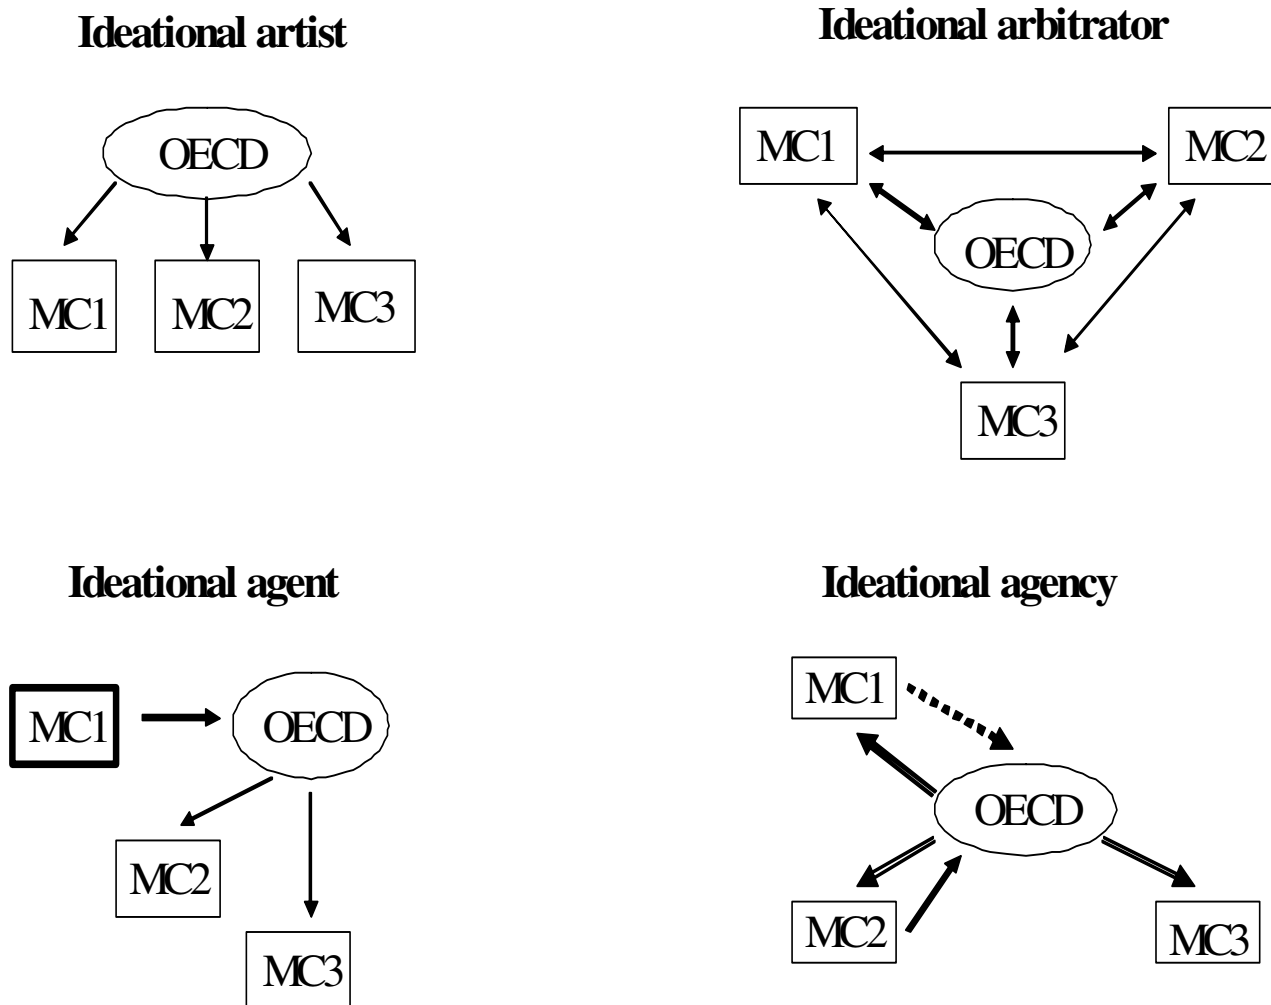 Ideational artist
OECD
MC1
MC2
MC3
Ideational arbitrator
MC1
MC2
OECD
MC3
Ideational agent
MC1
OECD
MC2
MC3
Ideational agency
MC1
OECD
MC2
MC3